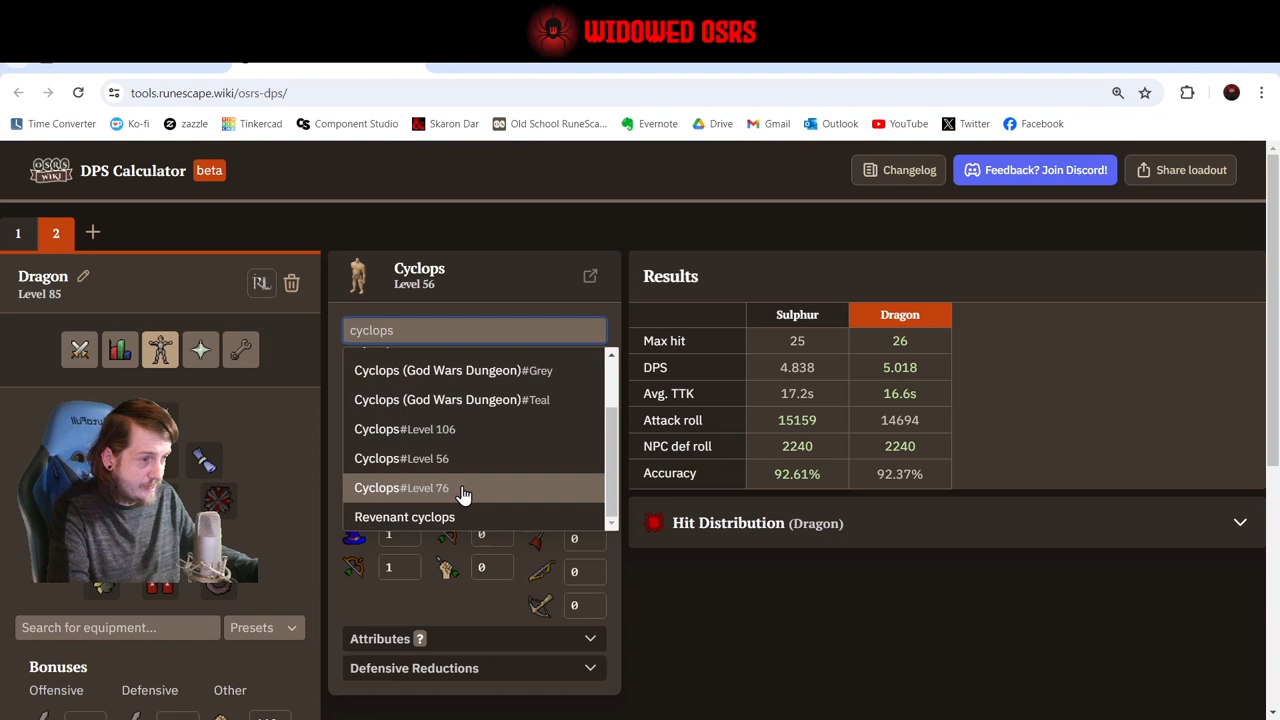 W WIDOWED OSRS
tools.runescape.wiki/osrs-dps/
Time Converter Ko-fi zazzle Tinkercad Component Studio Skaron Dar Old School RuneSca... Evernote Drive Gmail Outlook YouTube Twitter Facebook
OSRS WIKI DPS Calculator beta Changelog Feedback? Join Discord! Share loadout
1 2 +
Dragon
Level 85
RL
Search for equipment... Presets
Bonuses
Offensive Defensive Other
Cyclops
Level 56
cyclops
Cyclops (God Wars Dungeon)#Grey
Cyclops (God Wars Dungeon)#Teal
Cyclops#Level 106
Cyclops#Level 56
Cyclops#Level 76
Revenant cyclops
1 0 0
1 0 0
0
Attributes ?
Defensive Reductions
Results
Sulphur Dragon
Max hit 25 26
DPS 4.838 5.018
Avg. TTK 17.2s 16.6s
Attack roll 15159 14694
NPC def roll 2240 2240
Accuracy 92.61% 92.37%
Hit Distribution (Dragon)